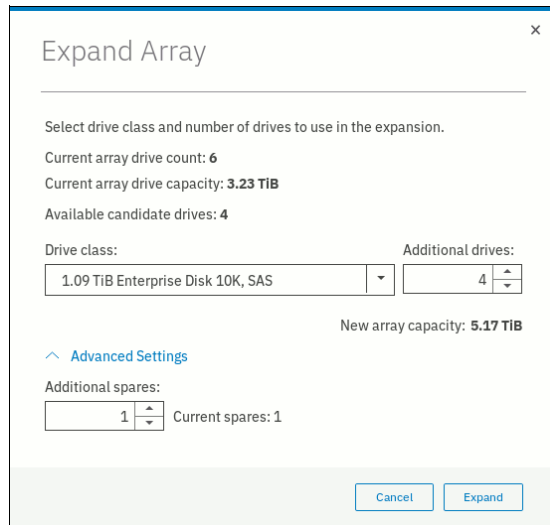 Expand Array
Select drive class and number of drives to use in the expansion.
Current array drive count: 6
Current array drive capacity: 3.23 TiB
Available candidate drives: 4
Drive class: Additional drives:
1.09 TiB Enterprise Disk 10K, SAS 4
New array capacity: 5.17 TiB
Advanced Settings
Additional spares:
1 Current spares: 1
Cancel Expand